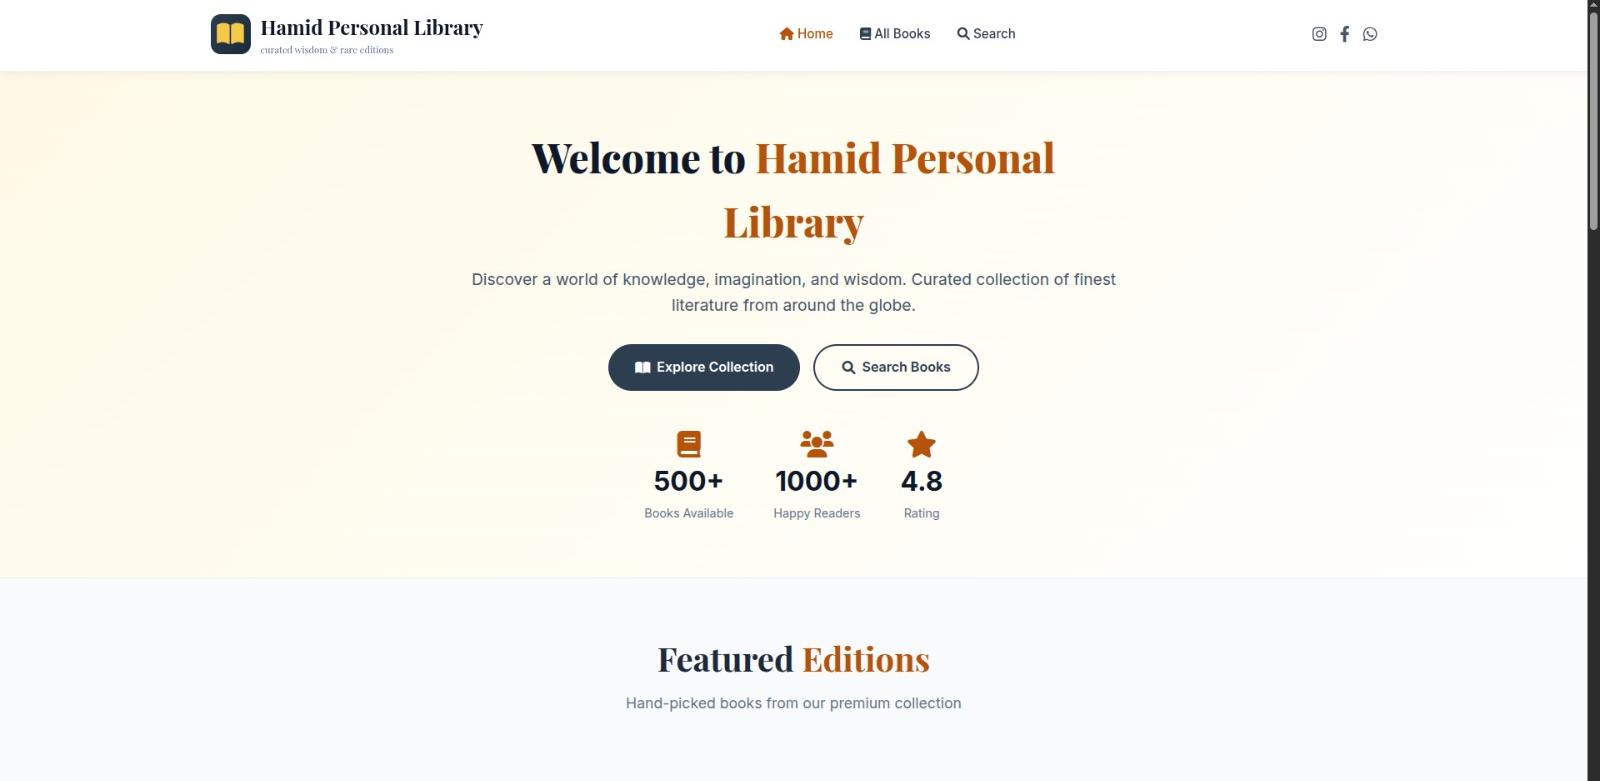 Hamid Personal Library
curated wisdom & rare editions
Home
All Books
Search
Welcome to Hamid Personal
Library
Discover a world of knowledge, imagination, and wisdom. Curated collection of finest
literature from around the globe.
Explore Collection
Search Books
500+
Books Available
1000+
Happy Readers
4.8
Rating
Featured Editions
Hand-picked books from our premium collection